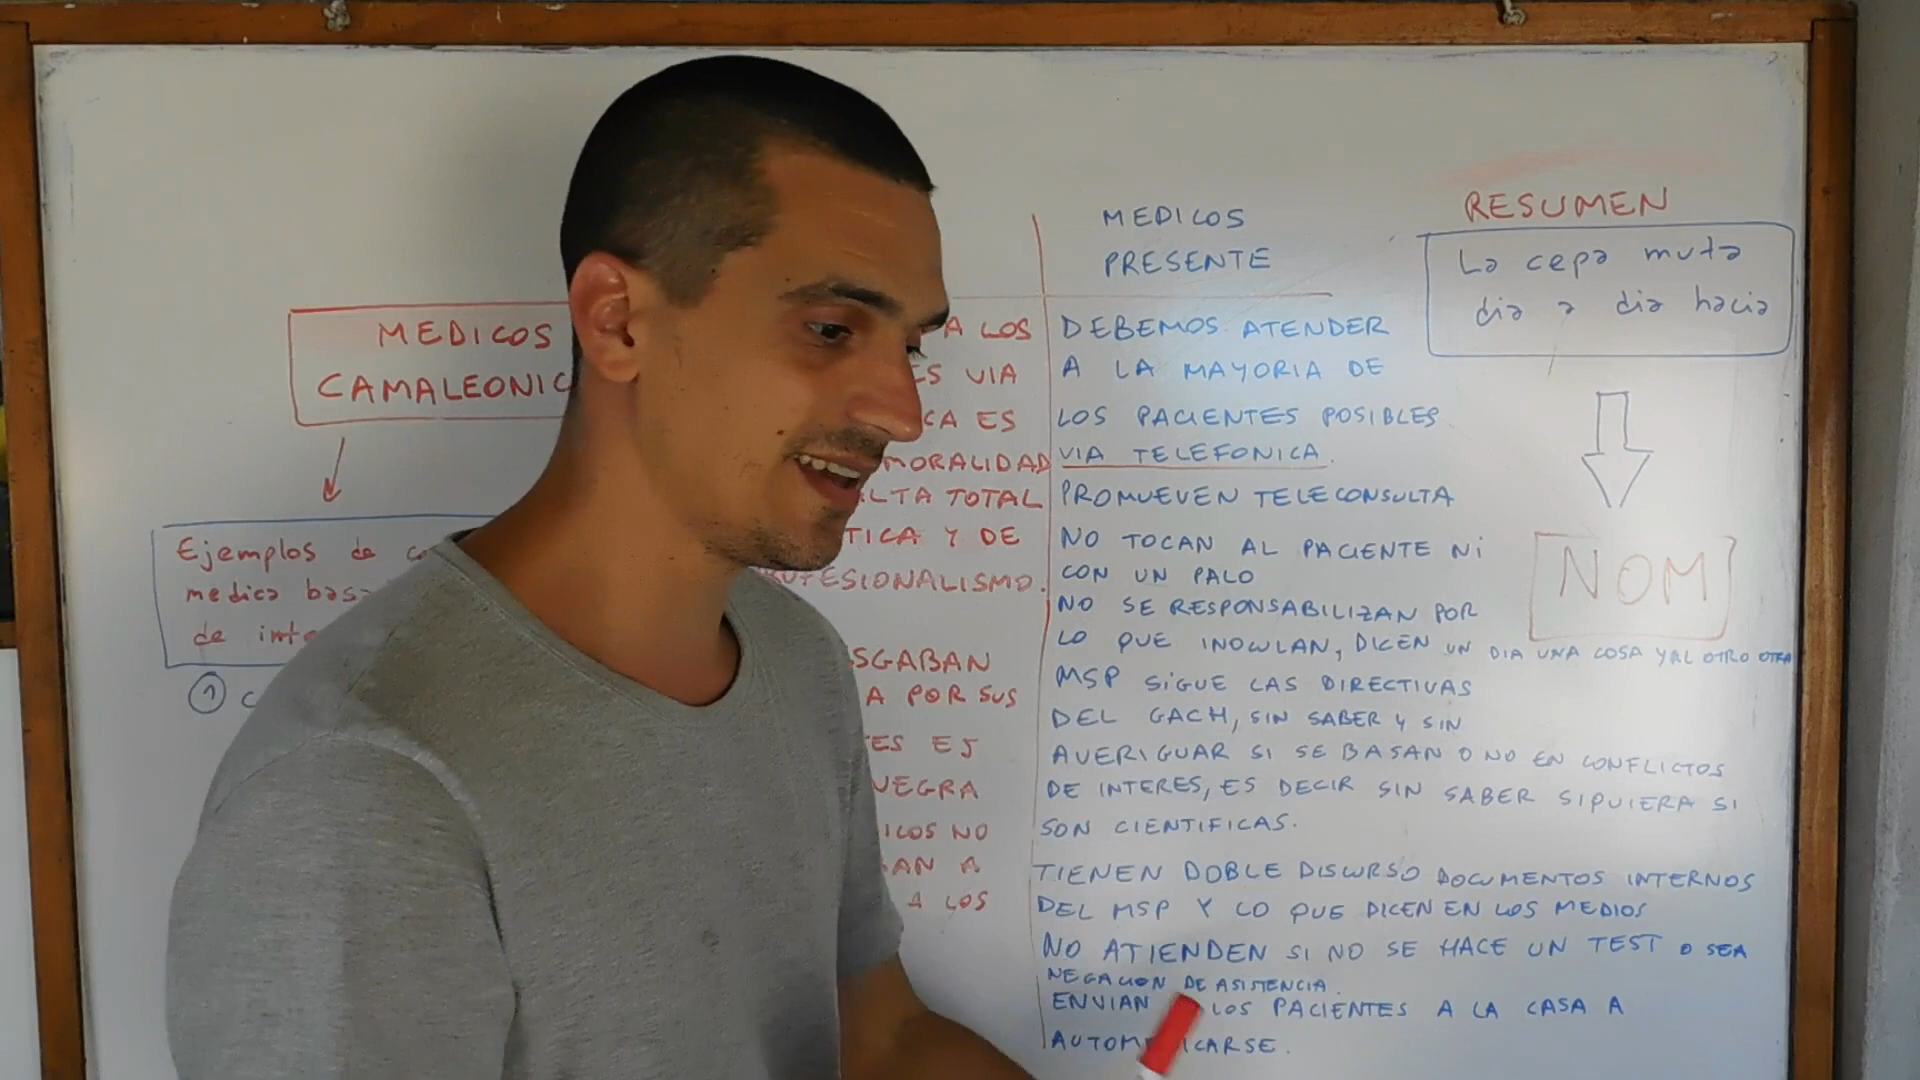 MEDICOS
CAMALEONIC
Ejemplos de
medica
de
1
A LOS
ES VIA
CA ES
MORALIDAD
LTA TOTAL
TICA Y DE
OFESIONALISMO.
SGABAN
A POR SUS
ES EJ
NEGRA
ICOS NO
AN A
A LOS
MEDICOS
PRESENTE
DEBEMOS ATENDER
A LA MAYORIA DE
LOS PACIENTES POSIBLES
VIA TELEFONICA.
PROMUEVEN TELECONSULTA
NO TOCAN AL PACIENTE NI
CON UN PALO
NO SE RESPONSABILIZAN POR
LO QUE INOCULAN, DICEN UN DIA UNA COSA Y AL OTRO OTRA
MSP SIGUE LAS DIRECTIVAS
DEL GACH, SIN SABER Y SIN
AVERIGUAR SI SE BASAN O NO EN CONFLICTOS
DE INTERES, ES DECIR SIN SABER SIPUIERA SI
SON CIENTIFICAS.
TIENEN DOBLE DISCURSO DOCUMENTOS INTERNOS
DEL MSP Y LO QUE DICEN EN LOS MEDIOS
NO ATIENDEN SI NO SE HACE UN TEST O SEA
NEGACION DE ASISTENCIA.
ENVIAN LOS PACIENTES A LA CASA A
AUTOM ICARSE.
RESUMEN
La cepa muta
dia a dia hacia
NOM